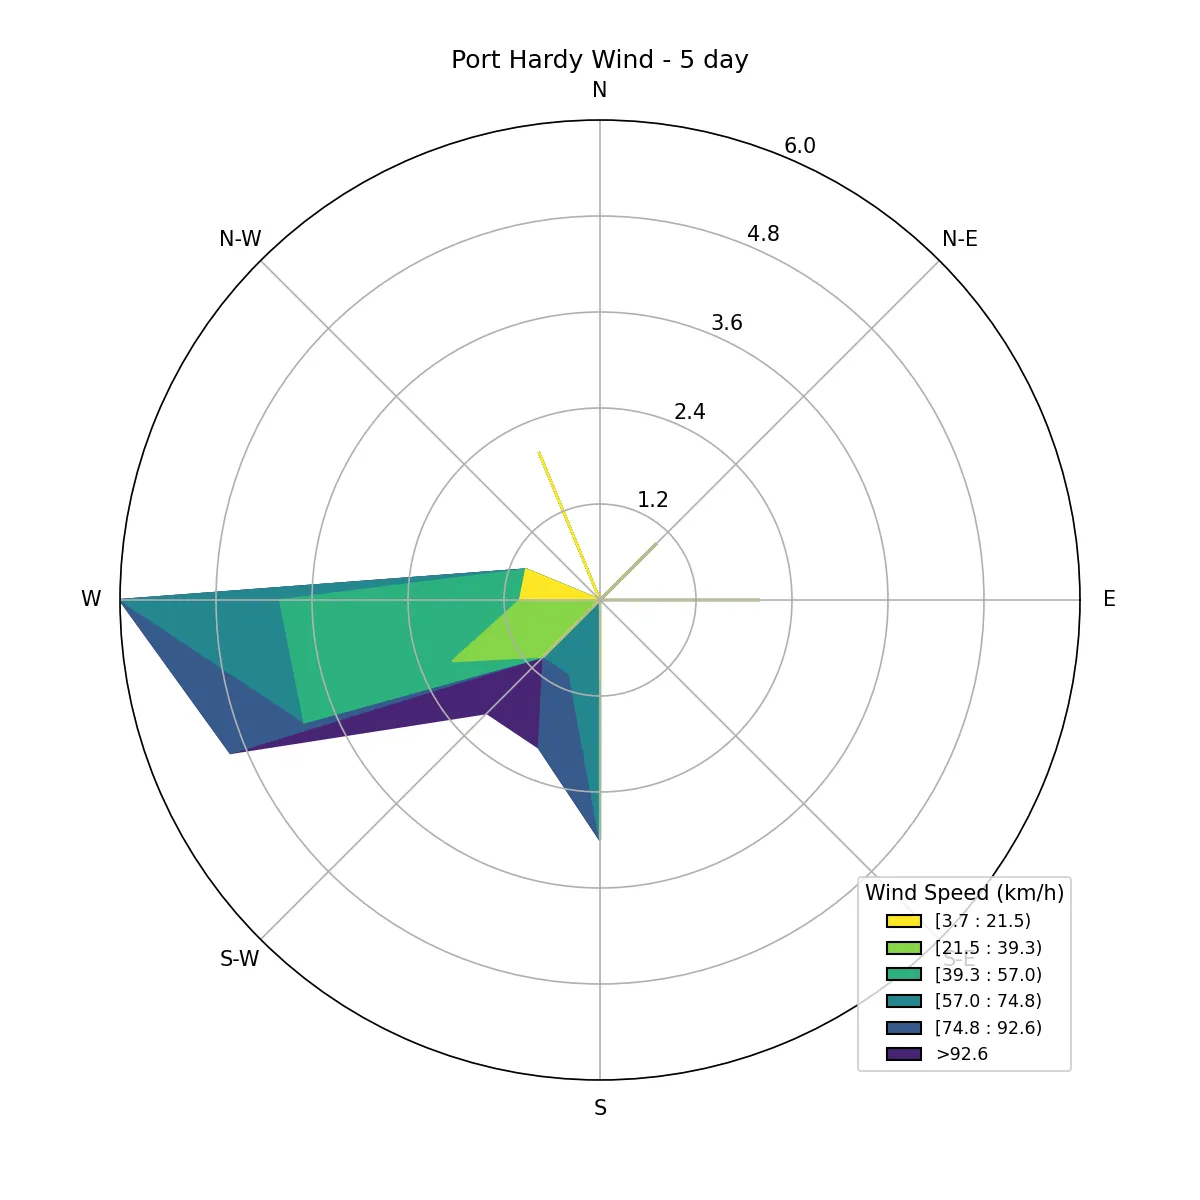 Port Hardy Wind - 5 day
N
6.0
N-W
4.8
N-E
3.6
2.4
1.2
W
E
S-W
S-E
S
Wind Speed (km/h)
[3.7 : 21.5)
[21.5 : 39.3)
[39.3 : 57.0)
[57.0 : 74.8)
[74.8 : 92.6)
>92.6